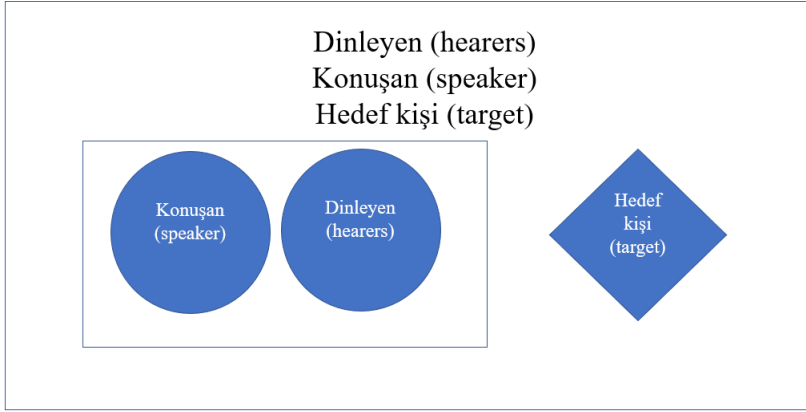 Dinleyen (hearers)
Konuşan (speaker)
Hedef kişi (target)
Konuşan
(speaker)
Dinleyen
(hearers)
Hedef
kişi
(target)